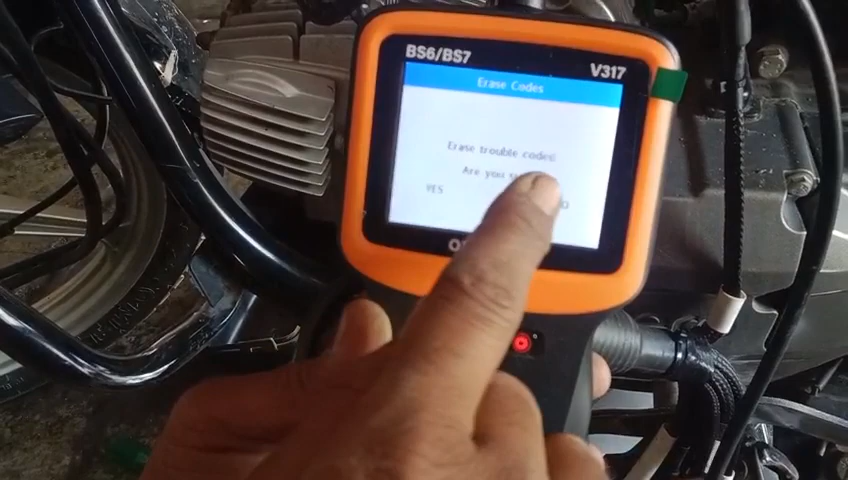 BS6/BS7 V317
Erase Codes
Erase trouble codes!
Are you
YES